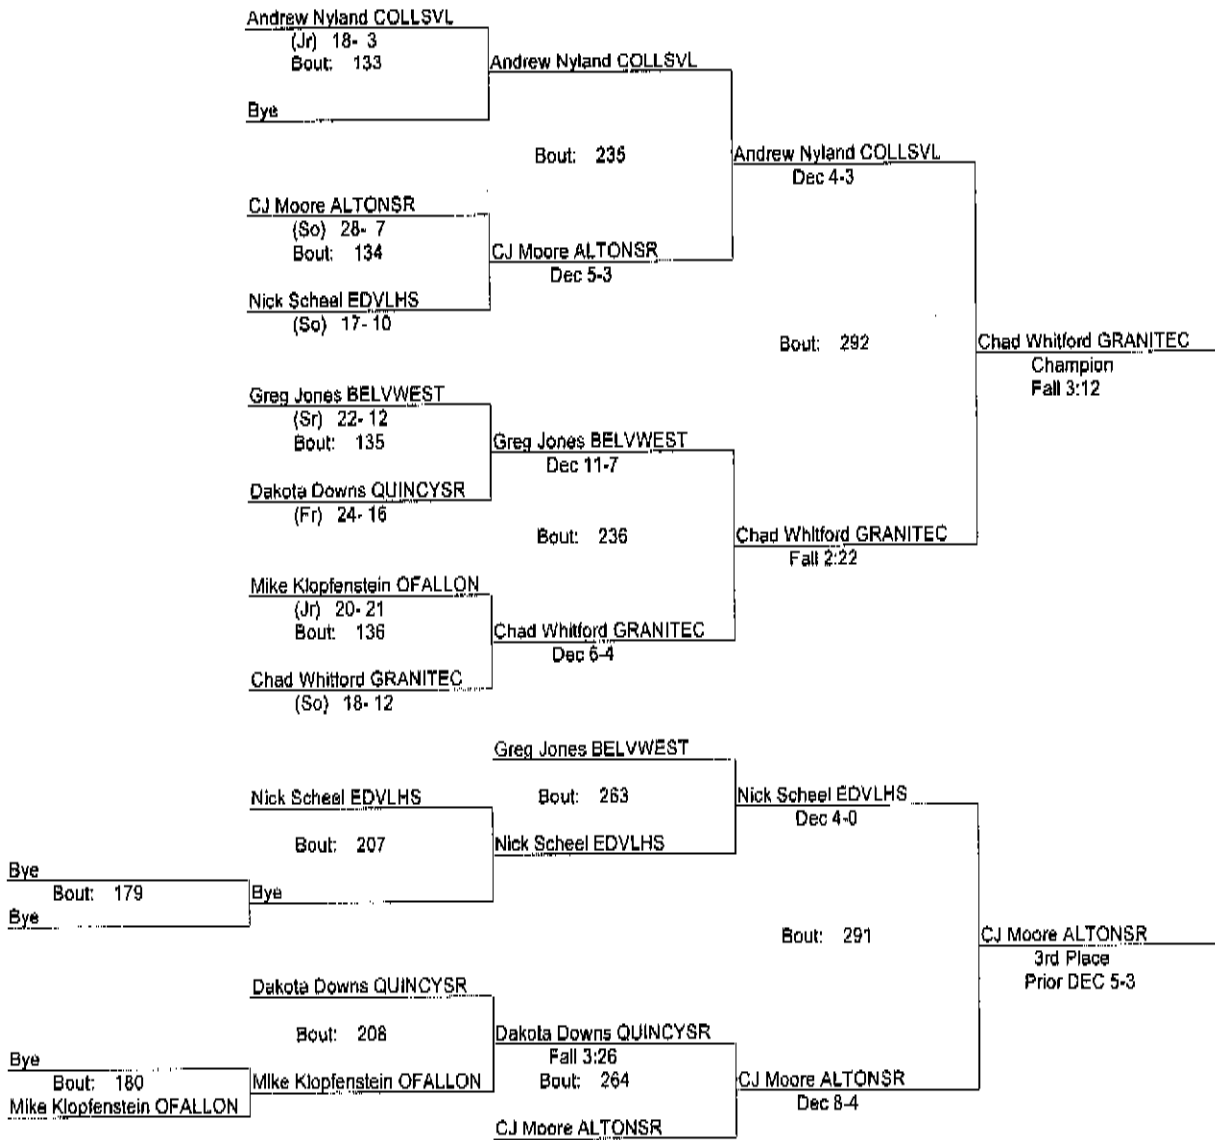 Andrew Nyland COLLSVL
(Jr) 18- 3
Bout: 133
Andrew Nyland COLLSVL
Bye
Bout: 235
Andrew Nyland COLLSVL
Dec 4-3
CJ Moore ALTONSR
(So) 28- 7
Bout: 134
CJ Moore ALTONSR
Dec 5-3
Nick Scheel EDVLHS
(So) 17- 10
Bout: 292
Chad Whitford GRANITEC
Champion
Fall 3:12
Greg Jones BELVWEST
(Sr) 22- 12
Bout: 135
Greg Jones BELVWEST
Dec 11-7
Dakota Downs QUINCYSR
(Fr) 24- 16
Bout: 236
Chad Whitford GRANITEC
Fall 2:22
Mike Klopfenstein OFALLON
(Jr) 20- 21
Bout: 136
Chad Whitford GRANITEC
Dec 6-4
Chad Whitford GRANITEC
(So) 18- 12
Greg Jones BELVWEST
Nick Scheel EDVLHS
Bout: 263
Nick Scheel EDVLHS
Dec 4-0
Bout: 207
Nick Scheel EDVLHS
Bye
Bout: 179
Bye
Bye
Bout: 291
CJ Moore ALTONSR
3rd Place
Prior DEC 5-3
Dakota Downs QUINCYSR
Bout: 208
Dakota Downs QUINCYSR
Fall 3:26
Bye
Bout: 180
Mike Klopfenstein OFALLON
Bout: 264
CJ Moore ALTONSR
Dec 8-4
Mike Klopfenstein OFALLON
CJ Moore ALTONSR